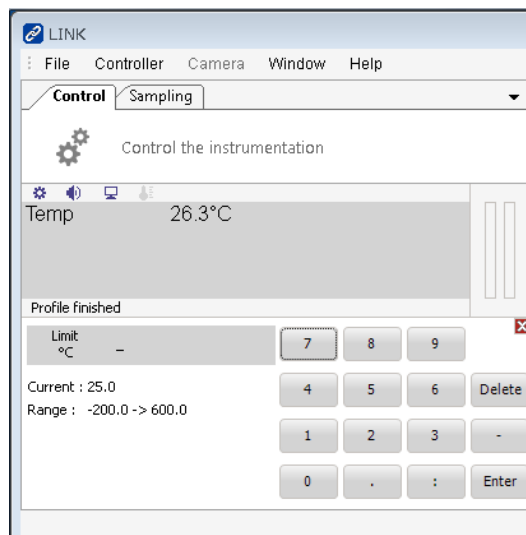 LINK
File Controller Camera Window Help
Control Sampling
Control the instrumentation
Temp 26.3°C
Profile finished
Limit
°C –
7 8 9
Current : 25.0
4 5 6 Delete
Range : -200.0 -> 600.0
1 2 3 -
0 . : Enter